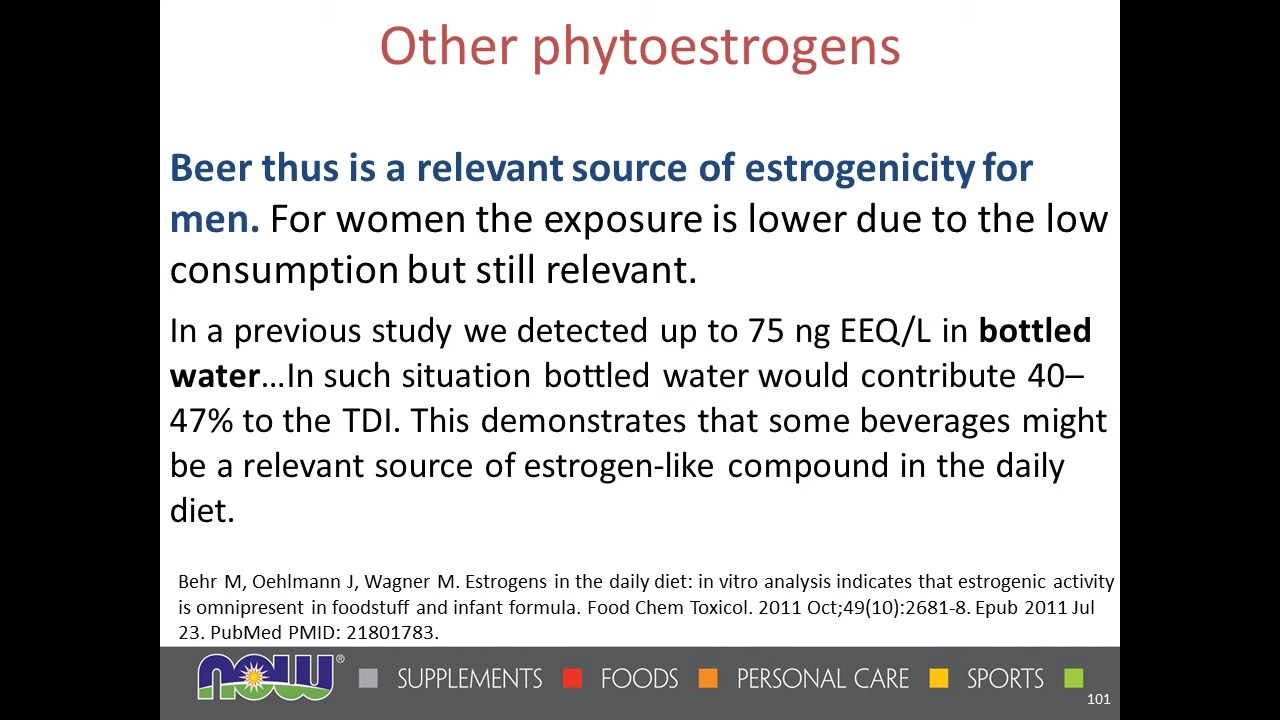 Other phytoestrogens
Beer thus is a relevant source of estrogenicity for
men. For women the exposure is lower due to the low
consumption but still relevant.
In a previous study we detected up to 75 ng EEQ/L in bottled
water…In such situation bottled water would contribute 40–
47% to the TDI. This demonstrates that some beverages might
be a relevant source of estrogen-like compound in the daily
diet.
Behr M, Oehlmann J, Wagner M. Estrogens in the daily diet: in vitro analysis indicates that estrogenic activity
is omnipresent in foodstuff and infant formula. Food Chem Toxicol. 2011 Oct;49(10):2681-8. Epub 2011 Jul
23. PubMed PMID: 21801783.
now® SUPPLEMENTS FOODS PERSONAL CARE SPORTS
101